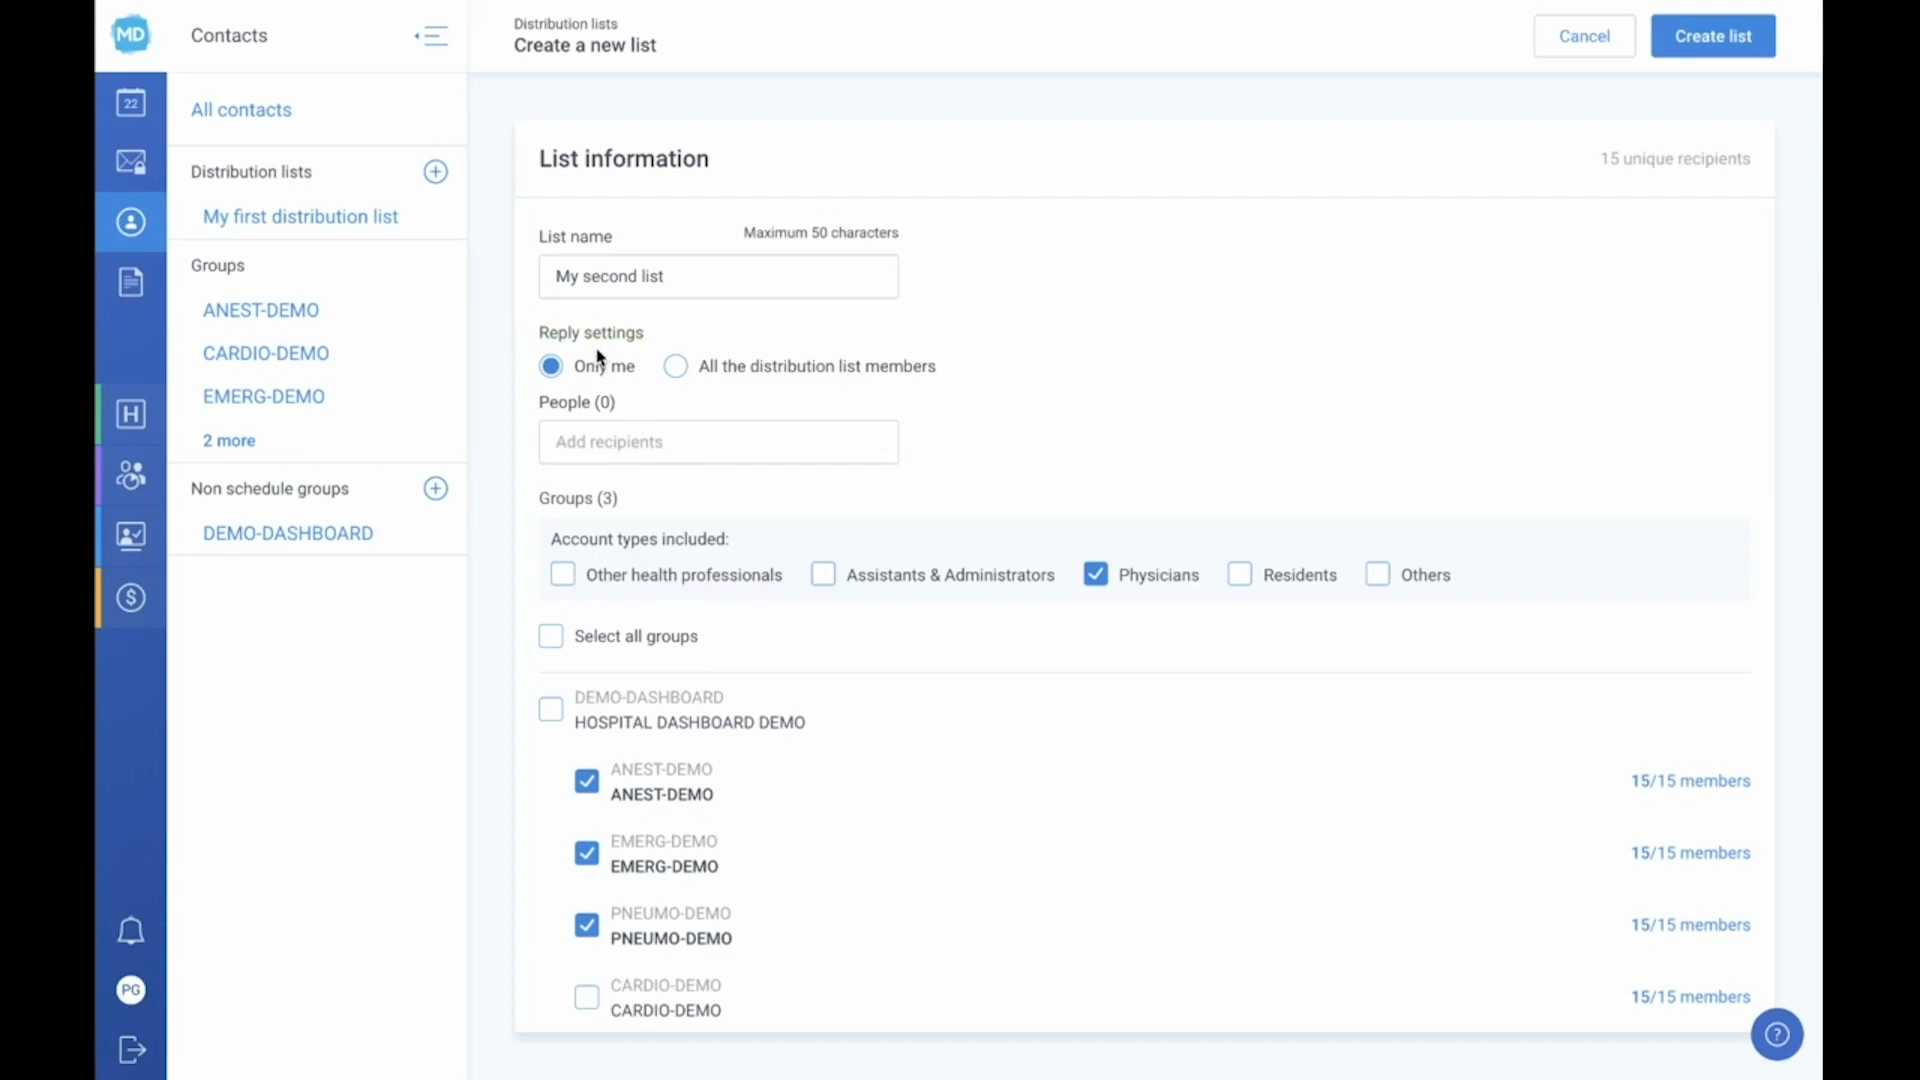 MD
Contacts
Distribution lists
Create a new list
Cancel
Create list
22
All contacts
Distribution lists
My first distribution list
Groups
ANEST-DEMO
CARDIO-DEMO
EMERG-DEMO
2 more
Non schedule groups
DEMO-DASHBOARD
H
$
PG
List information
15 unique recipients
List name
Maximum 50 characters
My second list
Reply settings
Only me
All the distribution list members
People (0)
Add recipients
Groups (3)
Account types included:
Other health professionals
Assistants & Administrators
Physicians
Residents
Others
Select all groups
DEMO-DASHBOARD
HOSPITAL DASHBOARD DEMO
ANEST-DEMO
ANEST-DEMO
15/15 members
EMERG-DEMO
EMERG-DEMO
15/15 members
PNEUMO-DEMO
PNEUMO-DEMO
15/15 members
CARDIO-DEMO
CARDIO-DEMO
15/15 members
?